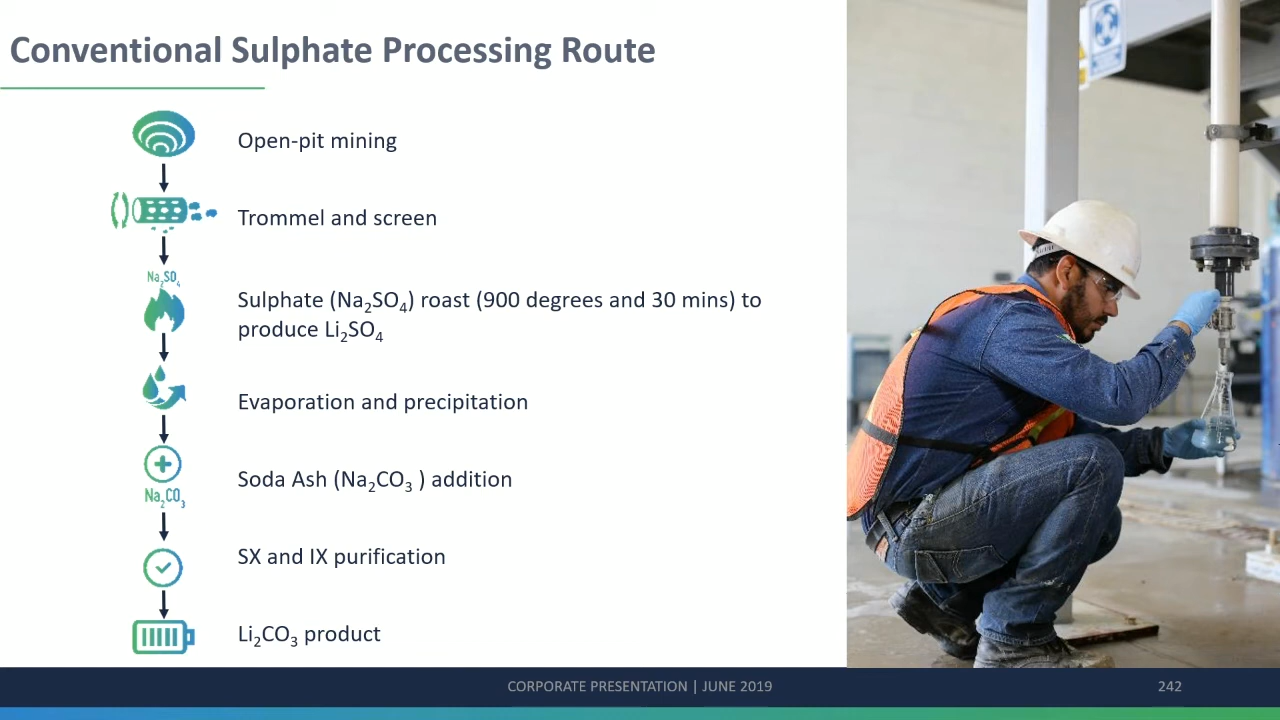 Conventional Sulphate Processing Route
Open-pit mining
Trommel and screen
Na₂SO₄
Sulphate (Na₂SO₄) roast (900 degrees and 30 mins) to
produce Li₂SO₄
Evaporation and precipitation
Soda Ash (Na₂CO₃ ) addition
Na₂CO₃
SX and IX purification
Li₂CO₃ product
CORPORATE PRESENTATION | JUNE 2019
242